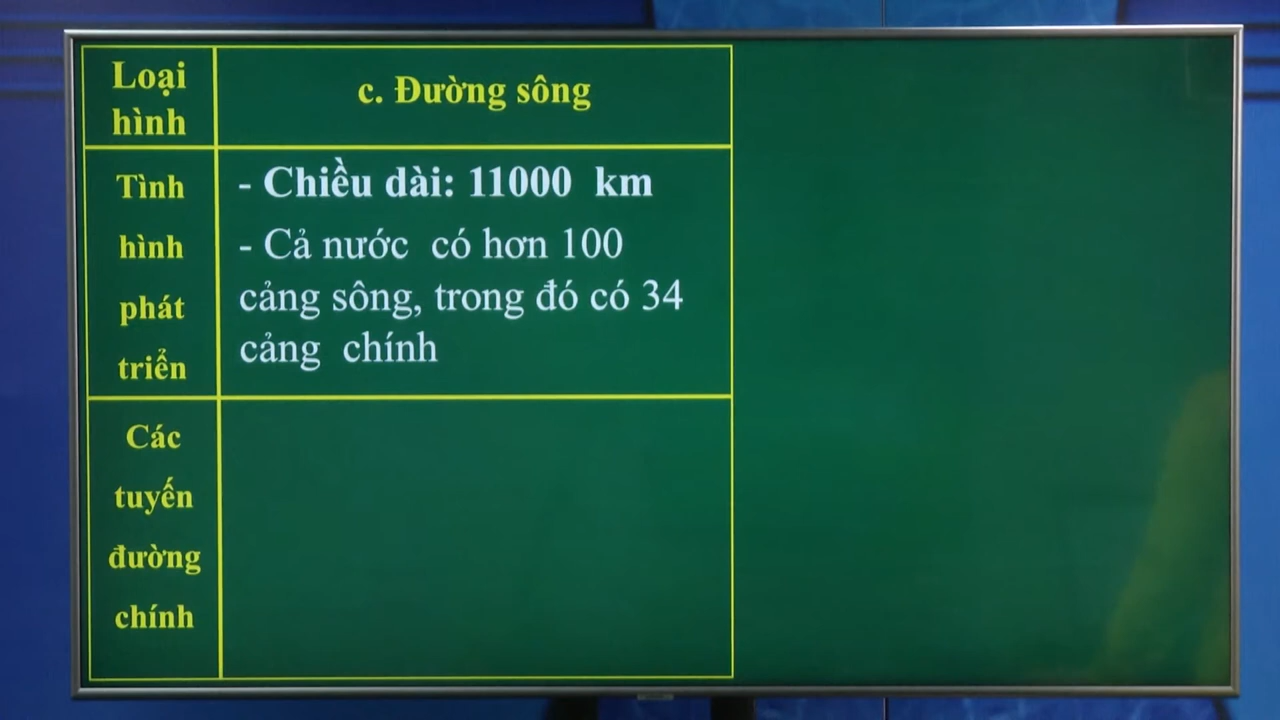 Loại
hình
c. Đường sông
Tình
hình
phát
triển
- Chiều dài: 11000 km
- Cả nước có hơn 100
cảng sông, trong đó có 34
cảng chính
Các
tuyến
đường
chính